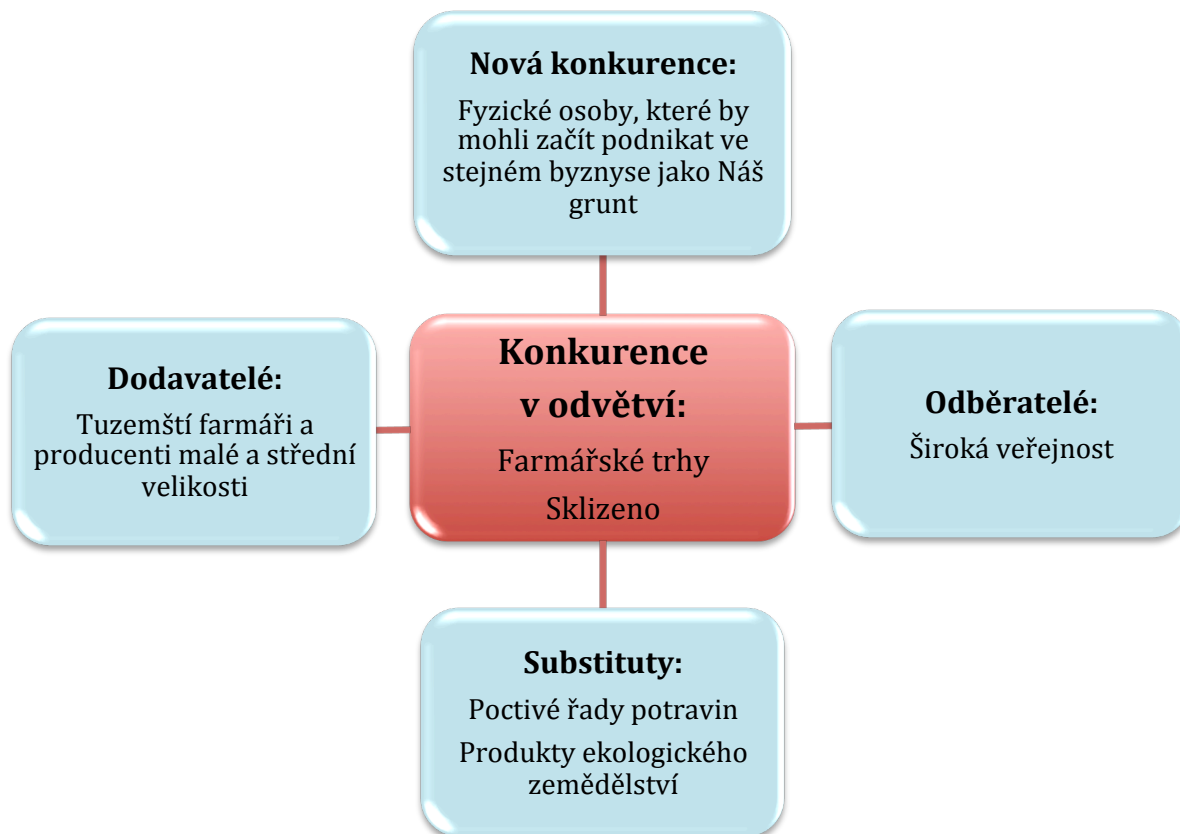 Nová konkurence:
Fyzické osoby, které by
mohli začít podnikat ve
stejném byznyse jako Náš
grunt
Dodavatelé:
Tuzemští farmáři a
producenti malé a střední
velikosti
Konkurence
v odvětví:
Farmářské trhy
Sklizeno
Odběratelé:
Široká veřejnost
Substituty:
Poctivé řady potravin
Produkty ekologického
zemědělství